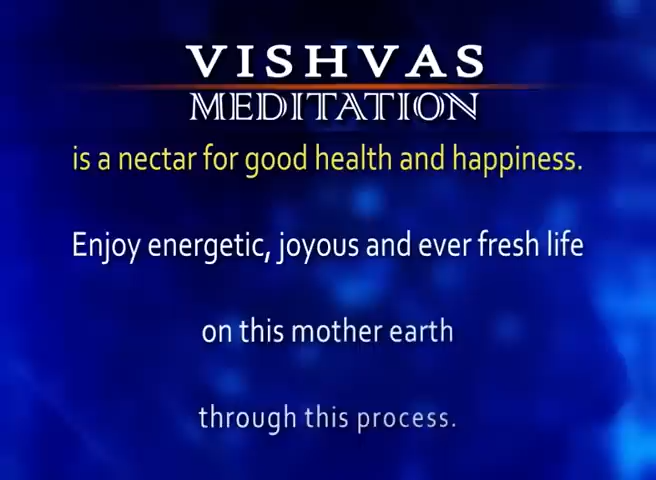 VISHVAS
MEDITATION
is a nectar for good health and happiness.
Enjoy energetic, joyous and ever fresh life
on this mother earth
through this process.